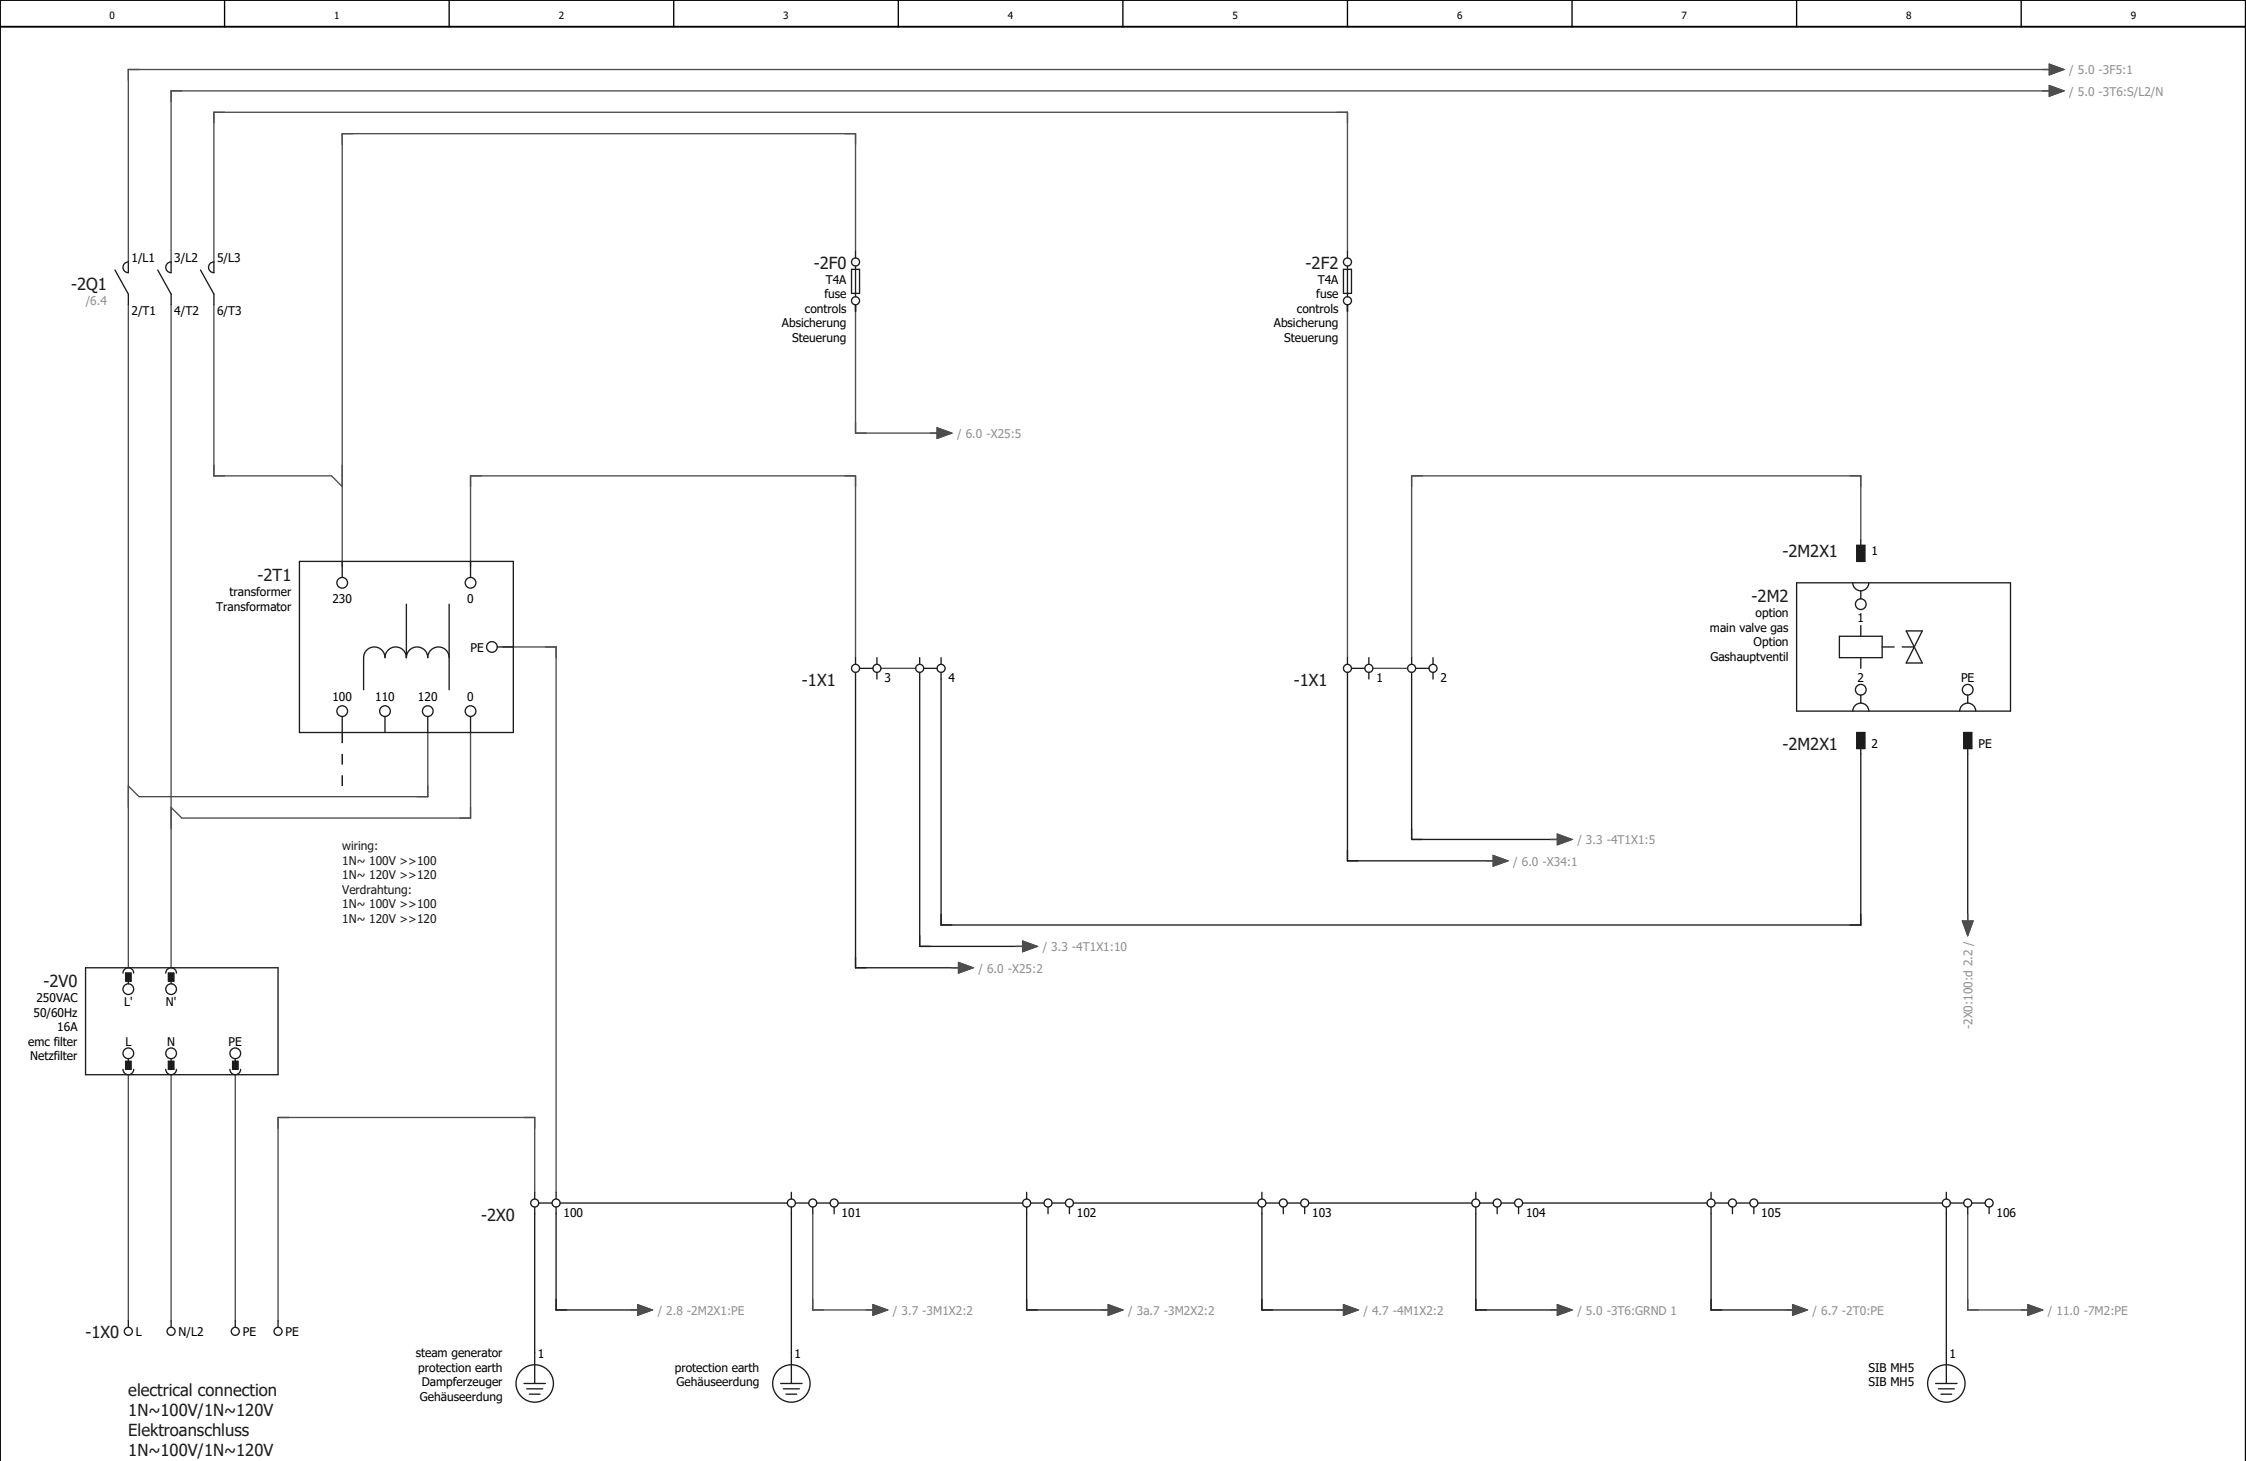 0 1 2 3 4 5 6 7 8 9
/ 5.0 -3F5:1
/ 5.0 -3T6:S/L2/N
-2Q1
/6.4
1/L1 3/L2 5/L3
2/T1 4/T2 6/T3
-2F0
T4A
fuse
controls
Absicherung
Steuerung
-2F2
T4A
fuse
controls
Absicherung
Steuerung
/ 6.0 -X25:5
-2T1
transformer
Transformator
230 0
PE
100 110 120 0
-1X1 3 4
-1X1 1 2
-2M2X1 1
-2M2
option
main valve gas
Option
Gashauptventil
1
2
PE
-2M2X1 2 PE
wiring:
1N~ 100V >>100
1N~ 120V >>120
Verdrahtung:
1N~ 100V >>100
1N~ 120V >>120
/ 3.3 -4T1X1:5
/ 6.0 -X34:1
/ 3.3 -4T1X1:10
/ 6.0 -X25:2
-2X0:100:d 2.2 /
-2V0
250VAC
50/60Hz
16A
emc filter
Netzfilter
L' N'
L N PE
-2X0 100 101 102 103 104 105 106
/ 2.8 -2M2X1:PE
/ 3.7 -3M1X2:2
/ 3a.7 -3M2X2:2
/ 4.7 -4M1X2:2
/ 5.0 -3T6:GRND 1
/ 6.7 -2T0:PE
/ 11.0 -7M2:PE
-1X0 L N/L2 PE PE
steam generator
protection earth
Dampferzeuger
Gehäuseerdung
1
protection earth
Gehäuseerdung
1
SIB MH5
SIB MH5
1
electrical connection
1N~100V/1N~120V
Elektroanschluss
1N~100V/1N~120V